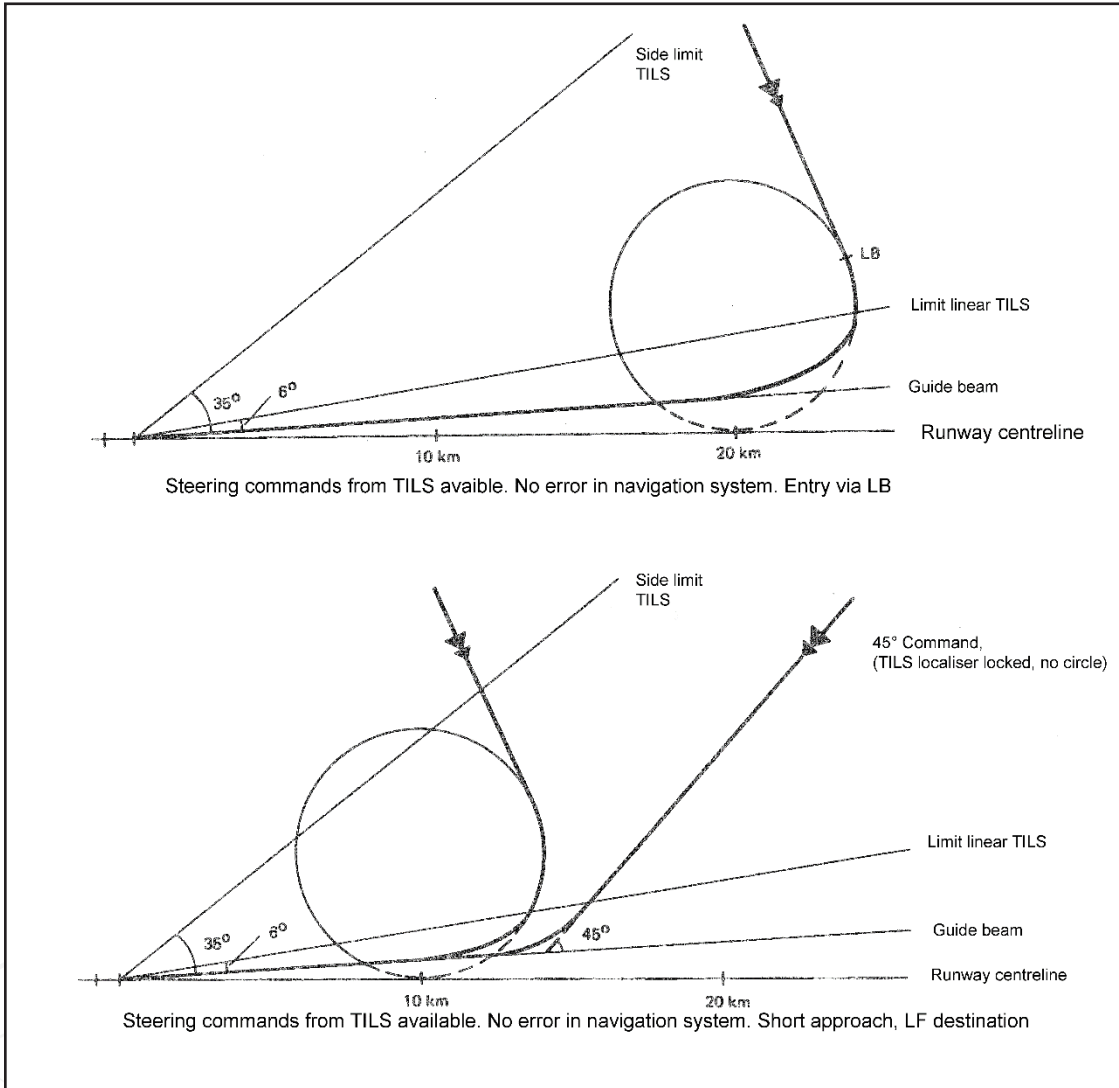 Side limit
TILS
LB
Limit linear TILS
35°
6°
Guide beam
Runway centreline
10 km
20 km
Steering commands from TILS avaible. No error in navigation system. Entry via LB
Side limit
TILS
45° Command,
(TILS localiser locked, no circle)
Limit linear TILS
35°
6°
45°
Guide beam
Runway centreline
10 km
20 km
Steering commands from TILS available. No error in navigation system. Short approach, LF destination